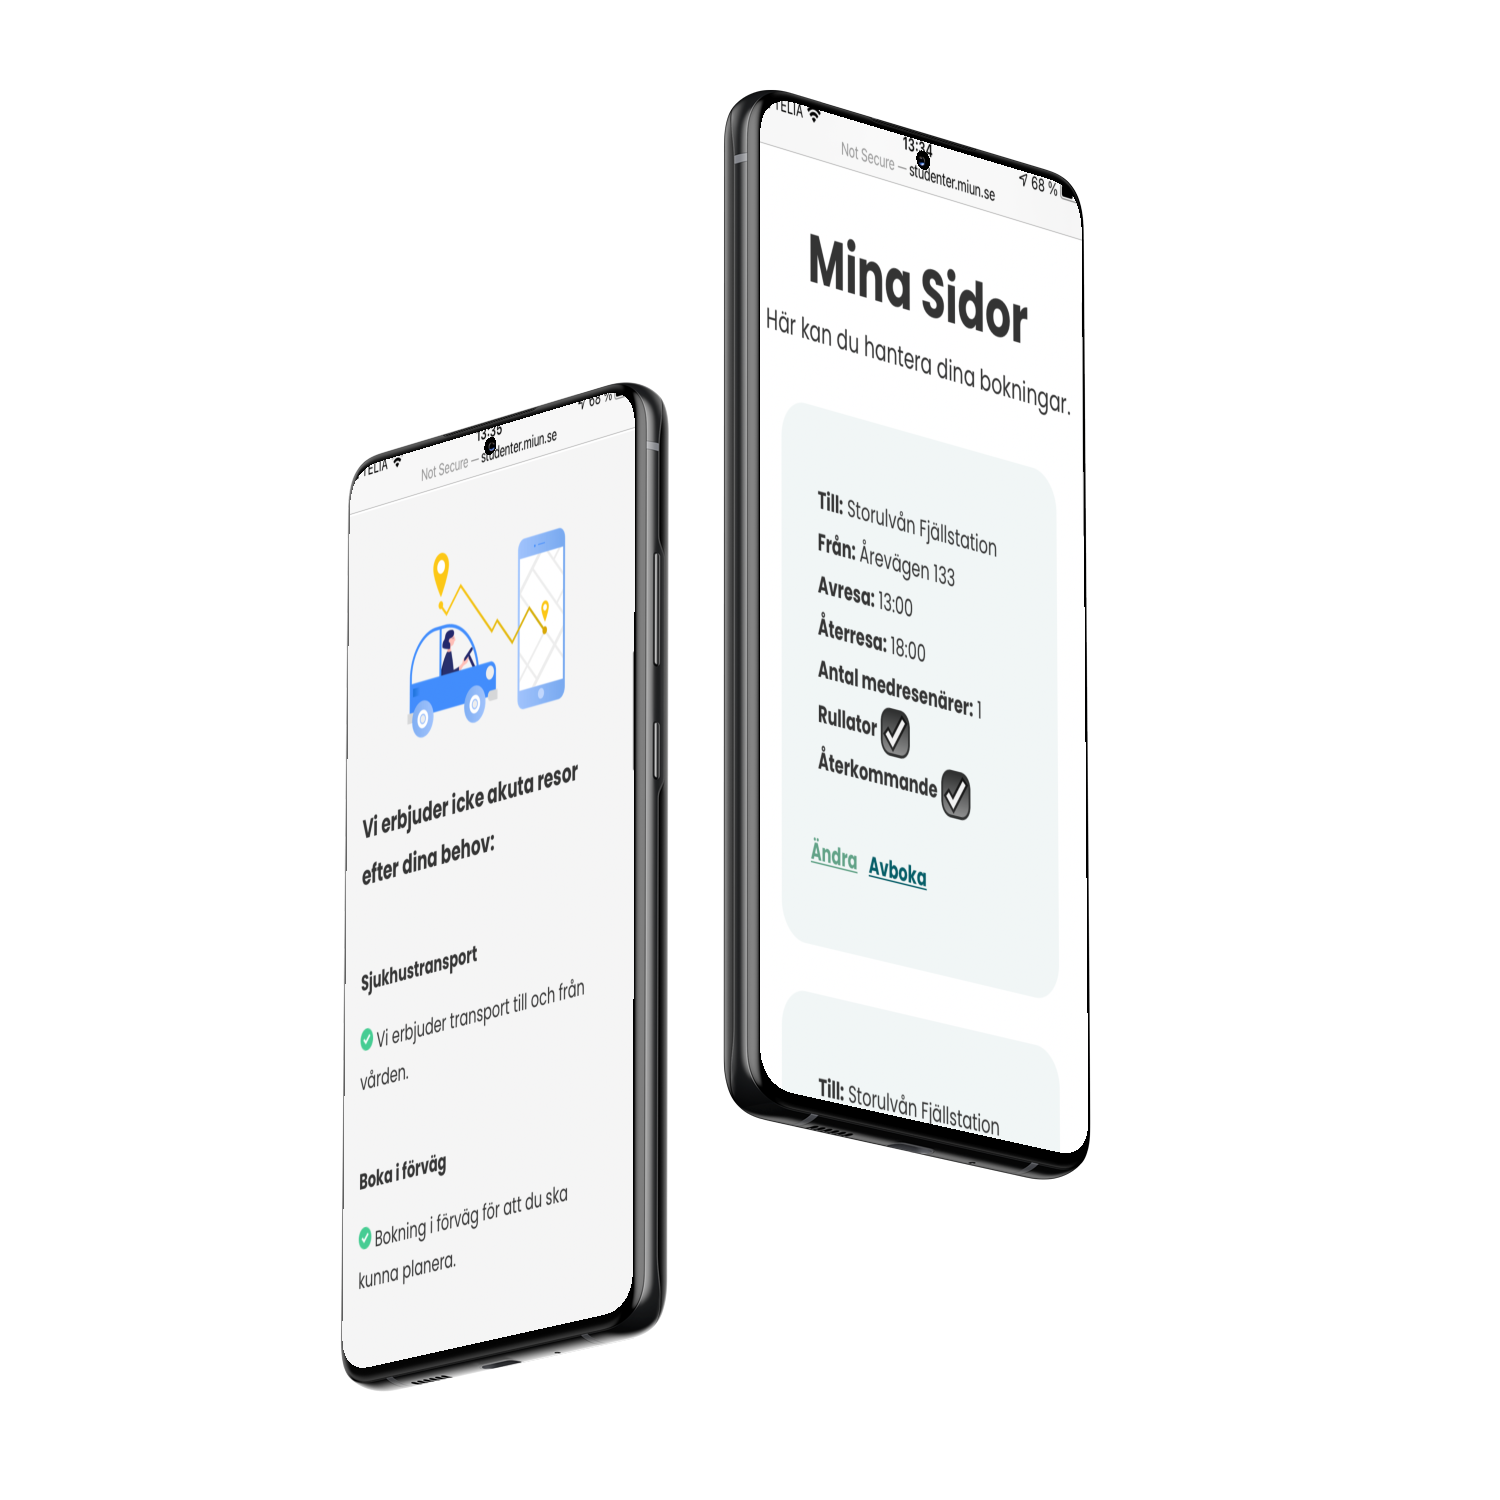 TELIA
13:35
68 %
Not Secure — studenter.miun.se
Vi erbjuder icke akuta resor
efter dina behov:
Sjukhustransport
Vi erbjuder transport till och från
vården.
Boka i förväg
Bokning i förväg för att du ska
kunna planera.
TELIA
13:34
68 %
Not Secure — studenter.miun.se
Mina Sidor
Här kan du hantera dina bokningar.
Till: Storulvån Fjällstation
Från: Årevägen 133
Avresa: 13:00
Återresa: 18:00
Antal medresenärer: 1
Rullator
Återkommande
Ändra Avboka
Till: Storulvån Fjällstation